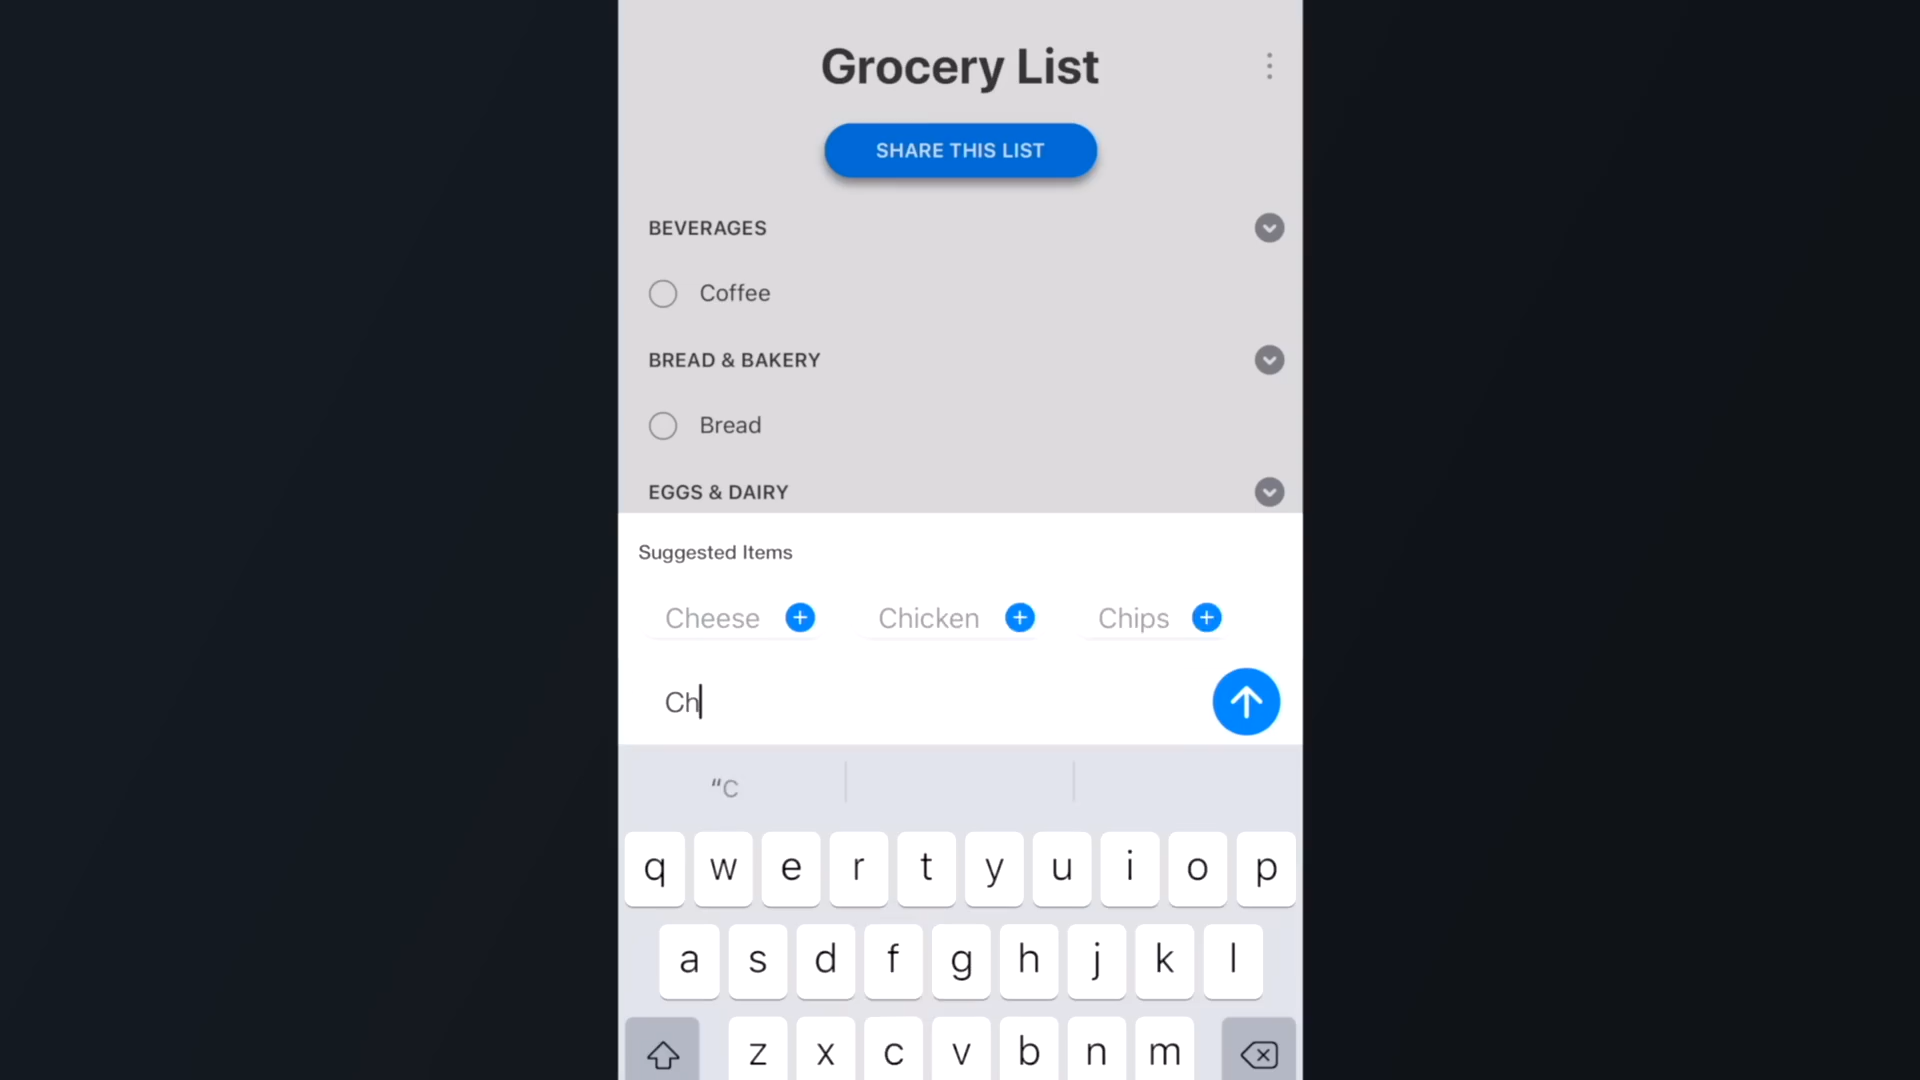 Grocery List
SHARE THIS LIST
BEVERAGES
Coffee
BREAD & BAKERY
Bread
EGGS & DAIRY
Suggested Items
Cheese Chicken Chips
Ch
“C
q w e r t y u i o p
a s d f g h j k l
z x c v b n m